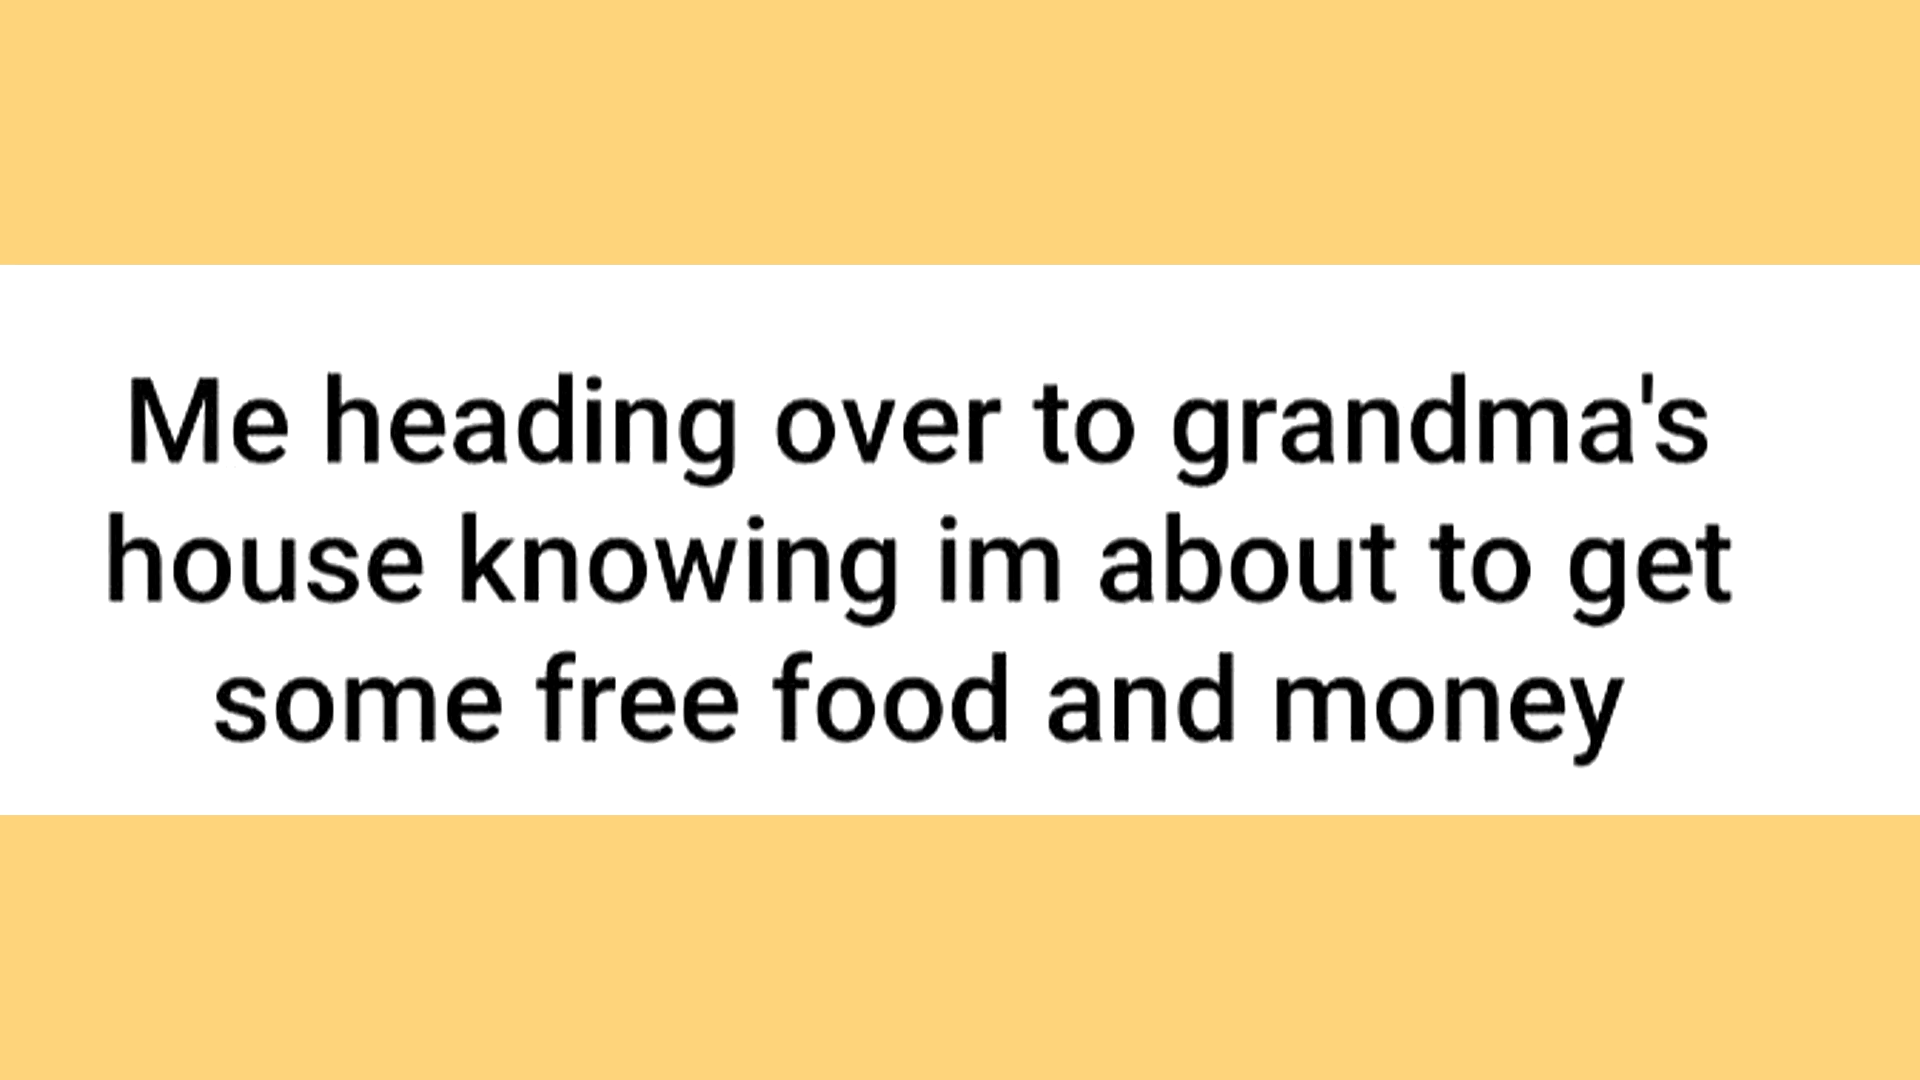 Me heading over to grandma's
house knowing im about to get
some free food and money